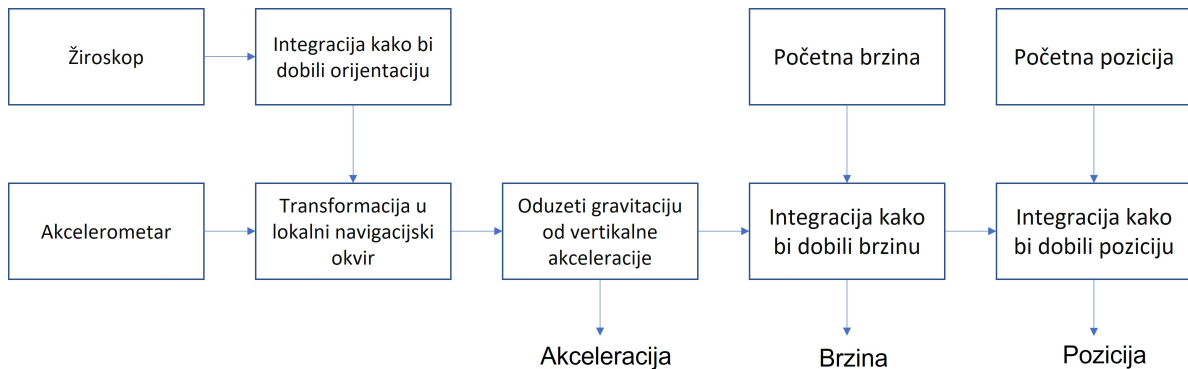 Žiroskop
Integracija kako bi
dobili orijentaciju
Početna brzina
Početna pozicija
Akcelerometar
Transformacija u
lokalni navigacijski
okvir
Oduzeti gravitaciju
od vertikalne
akceleracije
Integracija kako
bi dobili brzinu
Integracija kako
bi dobili poziciju
Akceleracija
Brzina
Pozicija